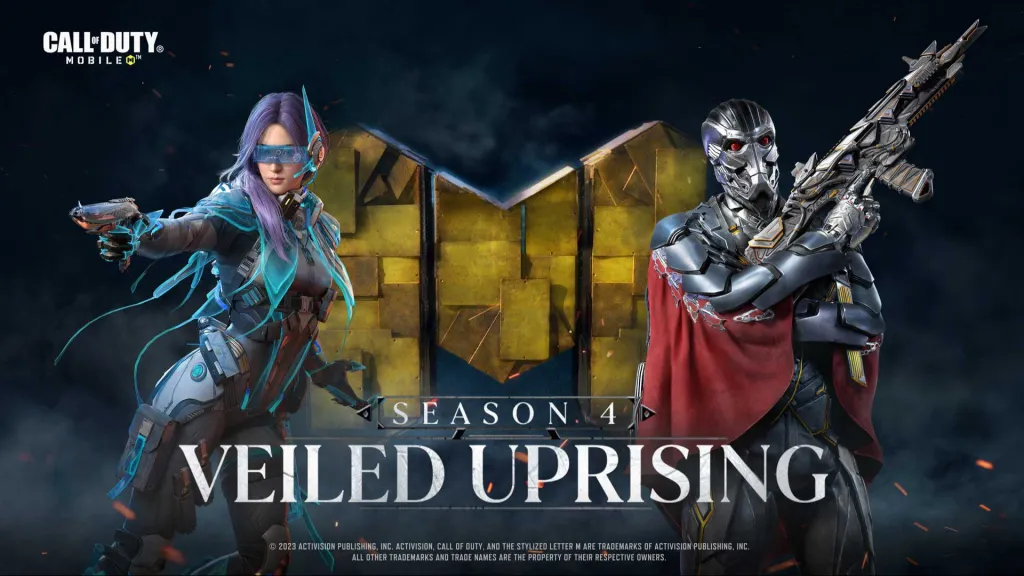 CALL OF DUTY®
MOBILE M™
SEASON 4
VEILED UPRISING
© 2023 ACTIVISION PUBLISHING, INC. ACTIVISION, CALL OF DUTY, AND THE STYLIZED LETTER M ARE TRADEMARKS OF ACTIVISION PUBLISHING, INC.
ALL OTHER TRADEMARKS AND TRADE NAMES ARE THE PROPERTY OF THEIR RESPECTIVE OWNERS.